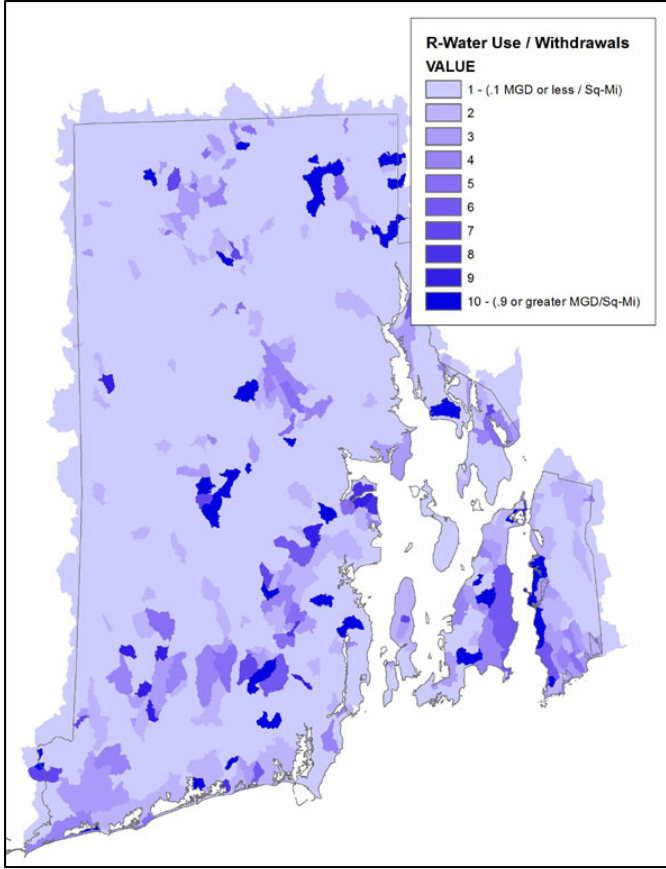 R-Water Use / Withdrawals
VALUE
1 - (.1 MGD or less / Sq-Mi)
2
3
4
5
6
7
8
9
10 - (.9 or greater MGD/Sq-Mi)